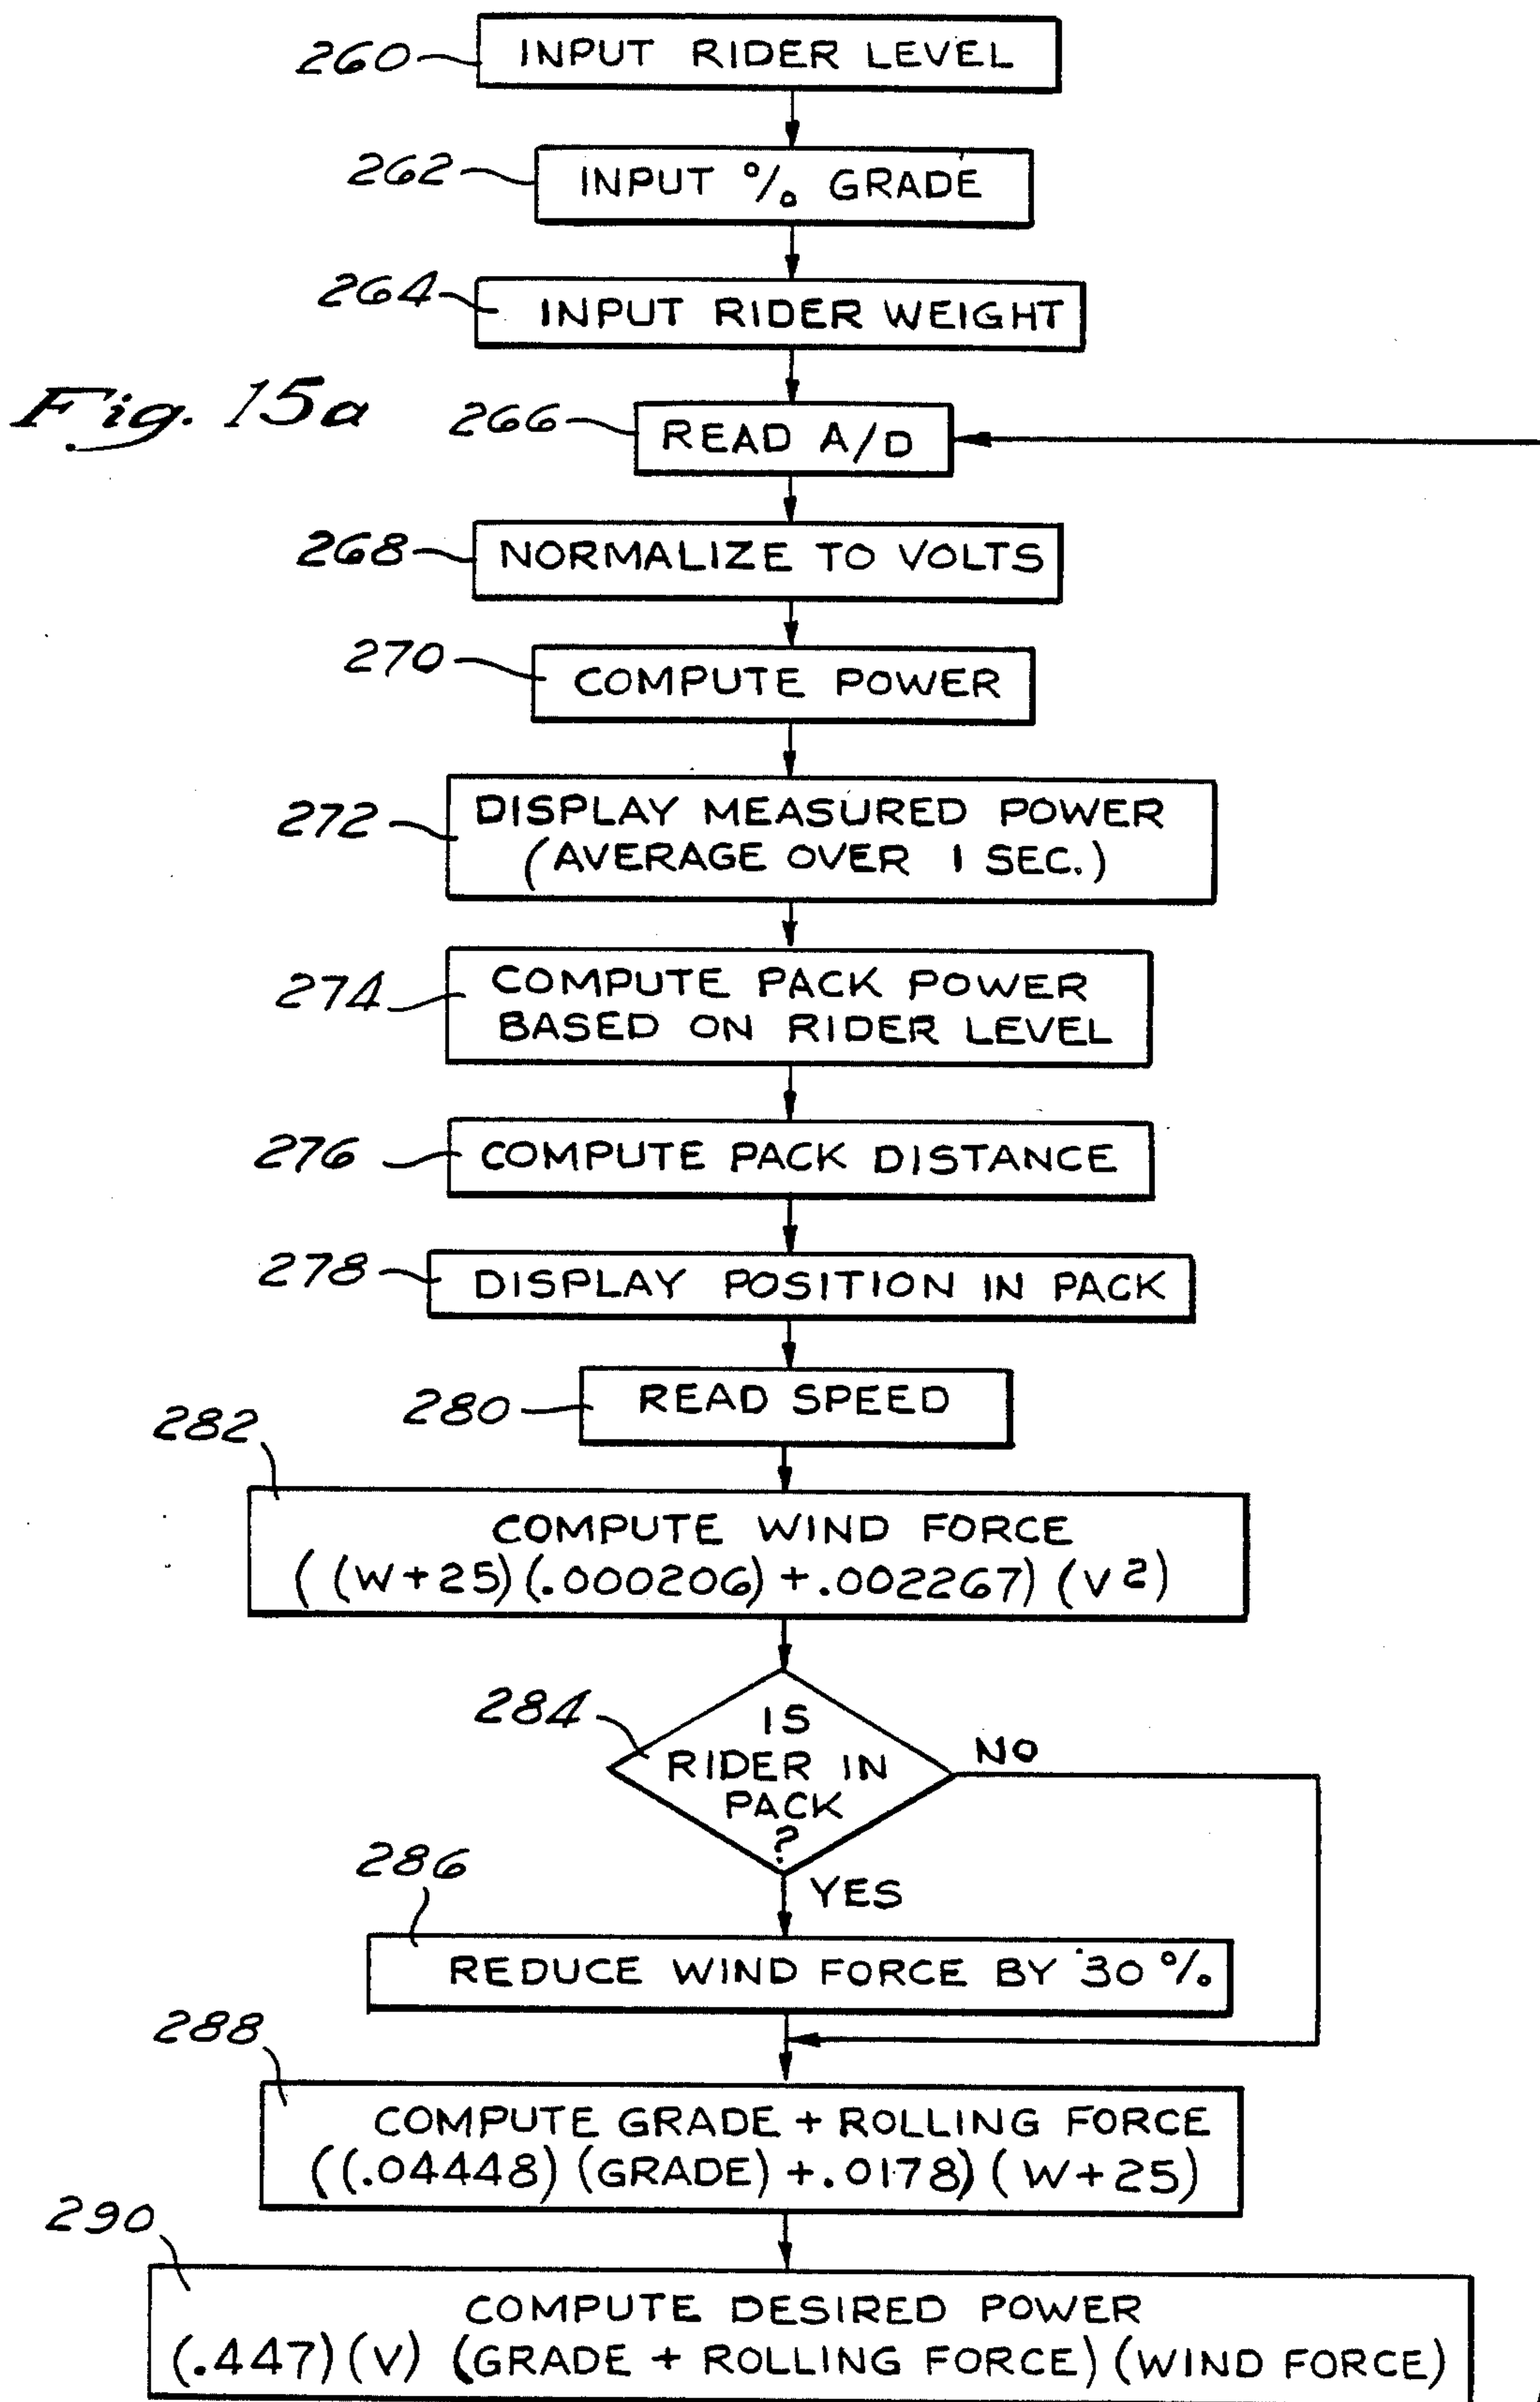 260 INPUT RIDER LEVEL
262 INPUT % GRADE
264 INPUT RIDER WEIGHT
Fig. 15a
266 READ A/D
268 NORMALIZE TO VOLTS
270 COMPUTE POWER
272 DISPLAY MEASURED POWER
(AVERAGE OVER 1 SEC.)
274 COMPUTE PACK POWER
BASED ON RIDER LEVEL
276 COMPUTE PACK DISTANCE
278 DISPLAY POSITION IN PACK
280 READ SPEED
282
COMPUTE WIND FORCE
((W+25)(.000206)+.002267)(V²)
284
IS
RIDER IN
PACK
?
NO
YES
286
REDUCE WIND FORCE BY 30%
288
COMPUTE GRADE + ROLLING FORCE
((.04448)(GRADE)+.0178)(W+25)
290
COMPUTE DESIRED POWER
(.447)(V)(GRADE + ROLLING FORCE)(WIND FORCE)